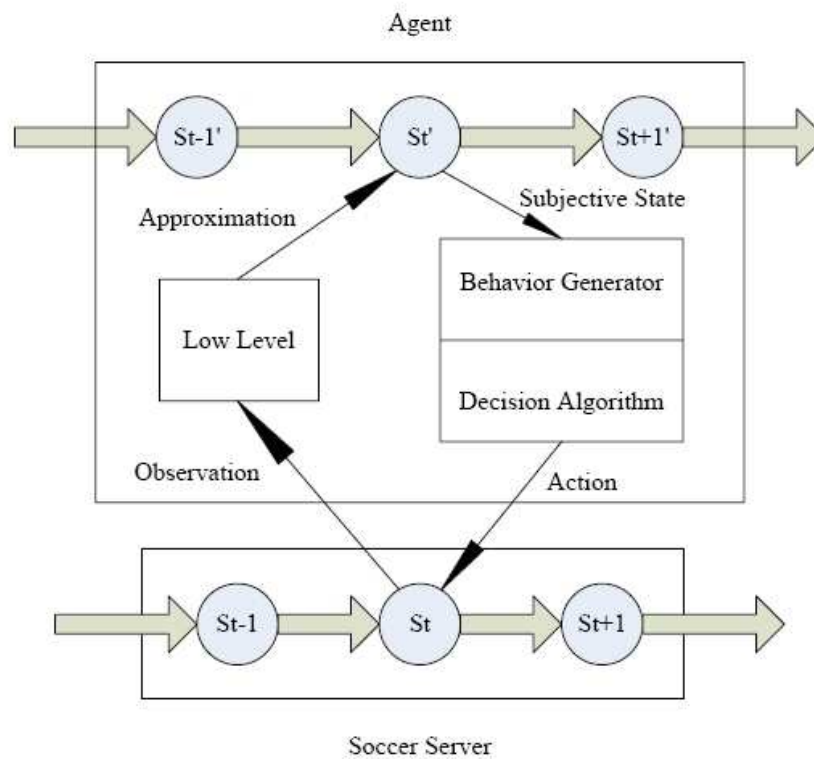 Agent
St-1'
St'
St+1'
Approximation
Subjective State
Behavior Generator
Low Level
Decision Algorithm
Observation
Action
St-1
St
St+1
Soccer Server